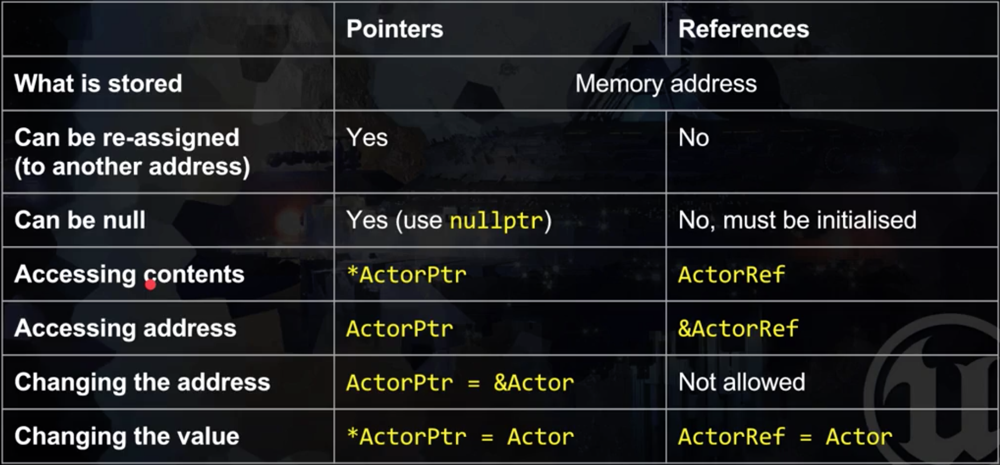 Pointers References
What is stored Memory address
Can be re-assigned Yes No
(to another address)
Can be null Yes (use nullptr) No, must be initialised
Accessing contents *ActorPtr ActorRef
Accessing address ActorPtr &ActorRef
Changing the address ActorPtr = &Actor Not allowed
Changing the value *ActorPtr = Actor ActorRef = Actor